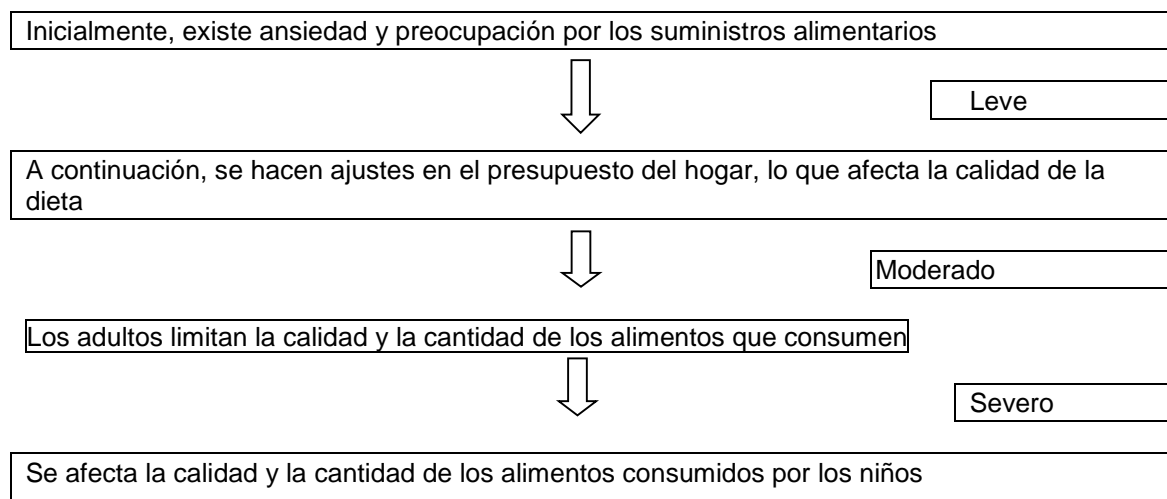 Inicialmente, existe ansiedad y preocupación por los suministros alimentarios
Leve
A continuación, se hacen ajustes en el presupuesto del hogar, lo que afecta la calidad de la
dieta
Moderado
Los adultos limitan la calidad y la cantidad de los alimentos que consumen
Severo
Se afecta la calidad y la cantidad de los alimentos consumidos por los niños